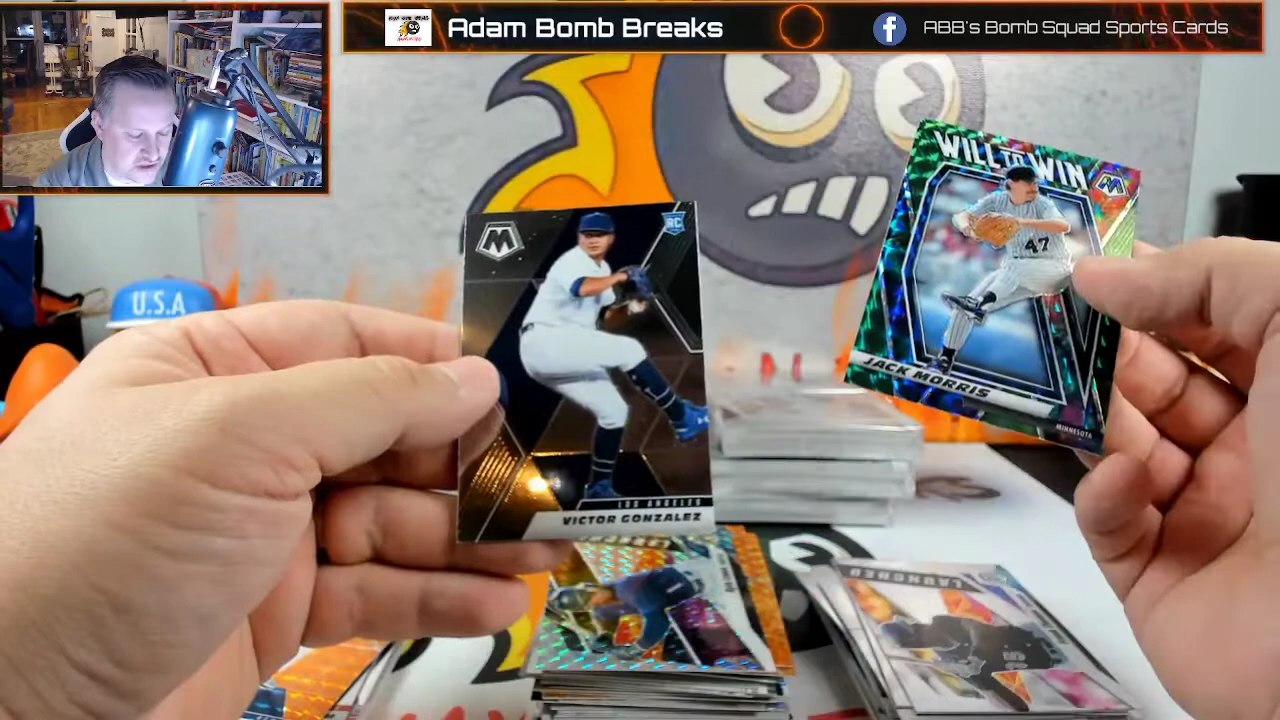 Adam Bomb Breaks
ABB's Bomb Squad Sports Cards
U.S.A
M
RC
LOS ANGELES
VICTOR GONZALEZ
WILL TO WIN
M
47
JACK MORRIS
MINNESOTA
LAUNCHED